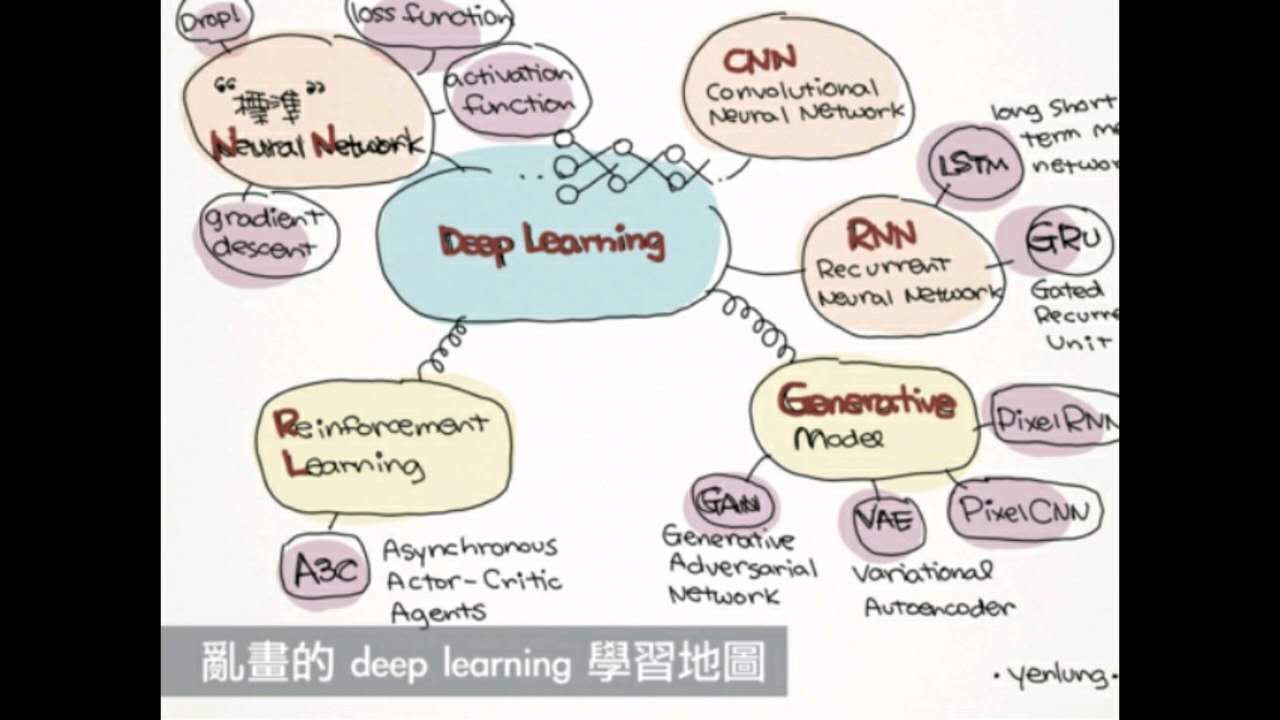 Drop!
loss function
activation
function
“標準”
Neural Network
gradient
descent
CNN
Convolutional
Neural Network
long short
term me
networ
LSTM
Deep Learning
RNN
Recurrent
Neural Network
GRU
Gated
Recurre
Unit
Reinforcement
Learning
A3C
Asynchronous
Actor-Critic
Agents
Generative
Model
PixelRNN
PixelCNN
GAN
Generative
Adversarial
Network
VAE
Variational
Autoencoder
亂畫的 deep learning 學習地圖
·yenlung·